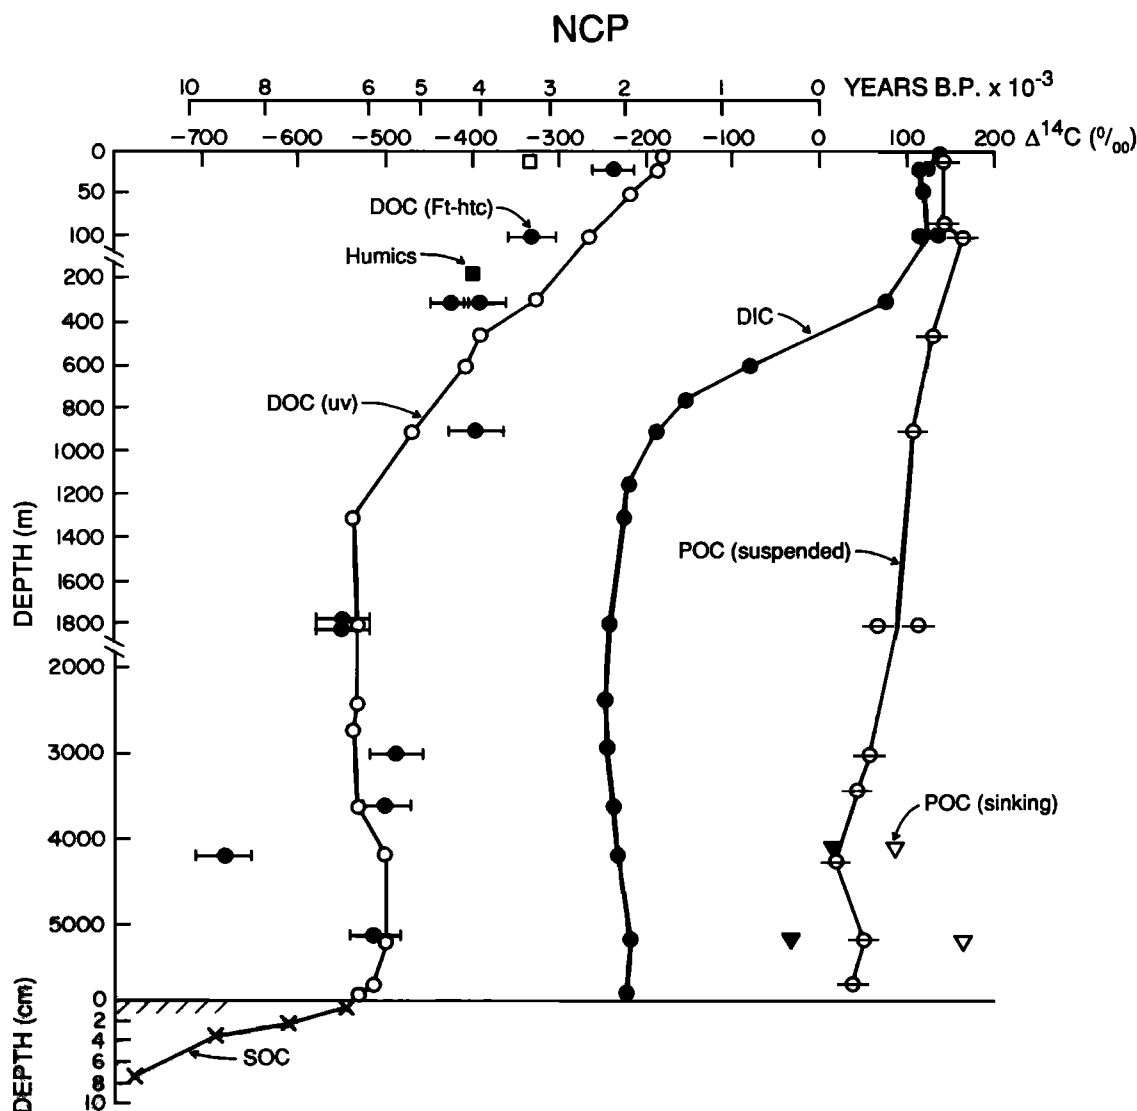 NCP
10 8 6 5 4 3 2 1 0 YEARS B.P. x 10⁻³
−700 −600 −500 −400 −300 −200 −100 0 100 200 Δ¹⁴C (⁰/₀₀)
0
50
DOC (Ft-htc)
100
Humics
200
DIC
400
600
DOC (uv)
800
1000
1200
1400
POC (suspended)
1600
1800
DEPTH (m)
2000
3000
POC (sinking)
4000
5000
0
2
4
SOC
6
8
10
DEPTH (cm)